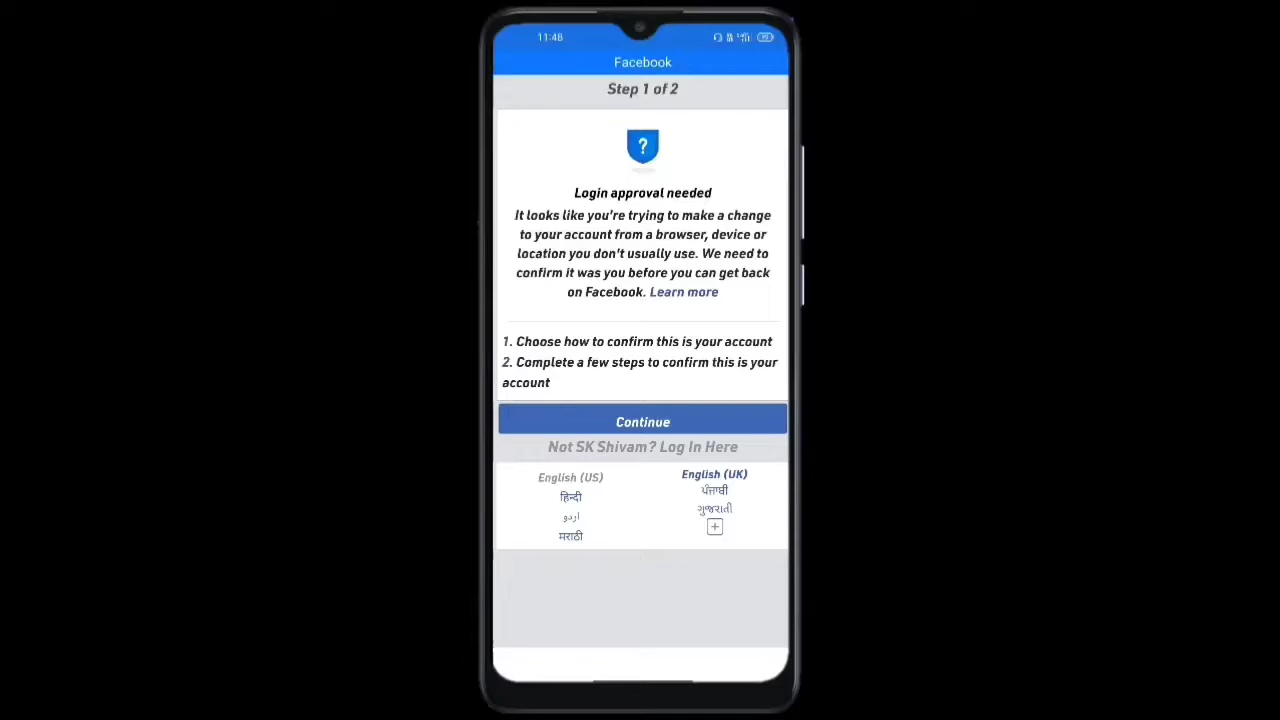 11:48
Facebook
Step 1 of 2
?
Login approval needed
It looks like you're trying to make a change
to your account from a browser, device or
location you don't usually use. We need to
confirm it was you before you can get back
on Facebook. Learn more
1. Choose how to confirm this is your account
2. Complete a few steps to confirm this is your
account
Continue
Not SK Shivam? Log In Here
English (US)
English (UK)
हिन्दी
ਪੰਜਾਬੀ
اردو
ગુજરાતી
मराठी